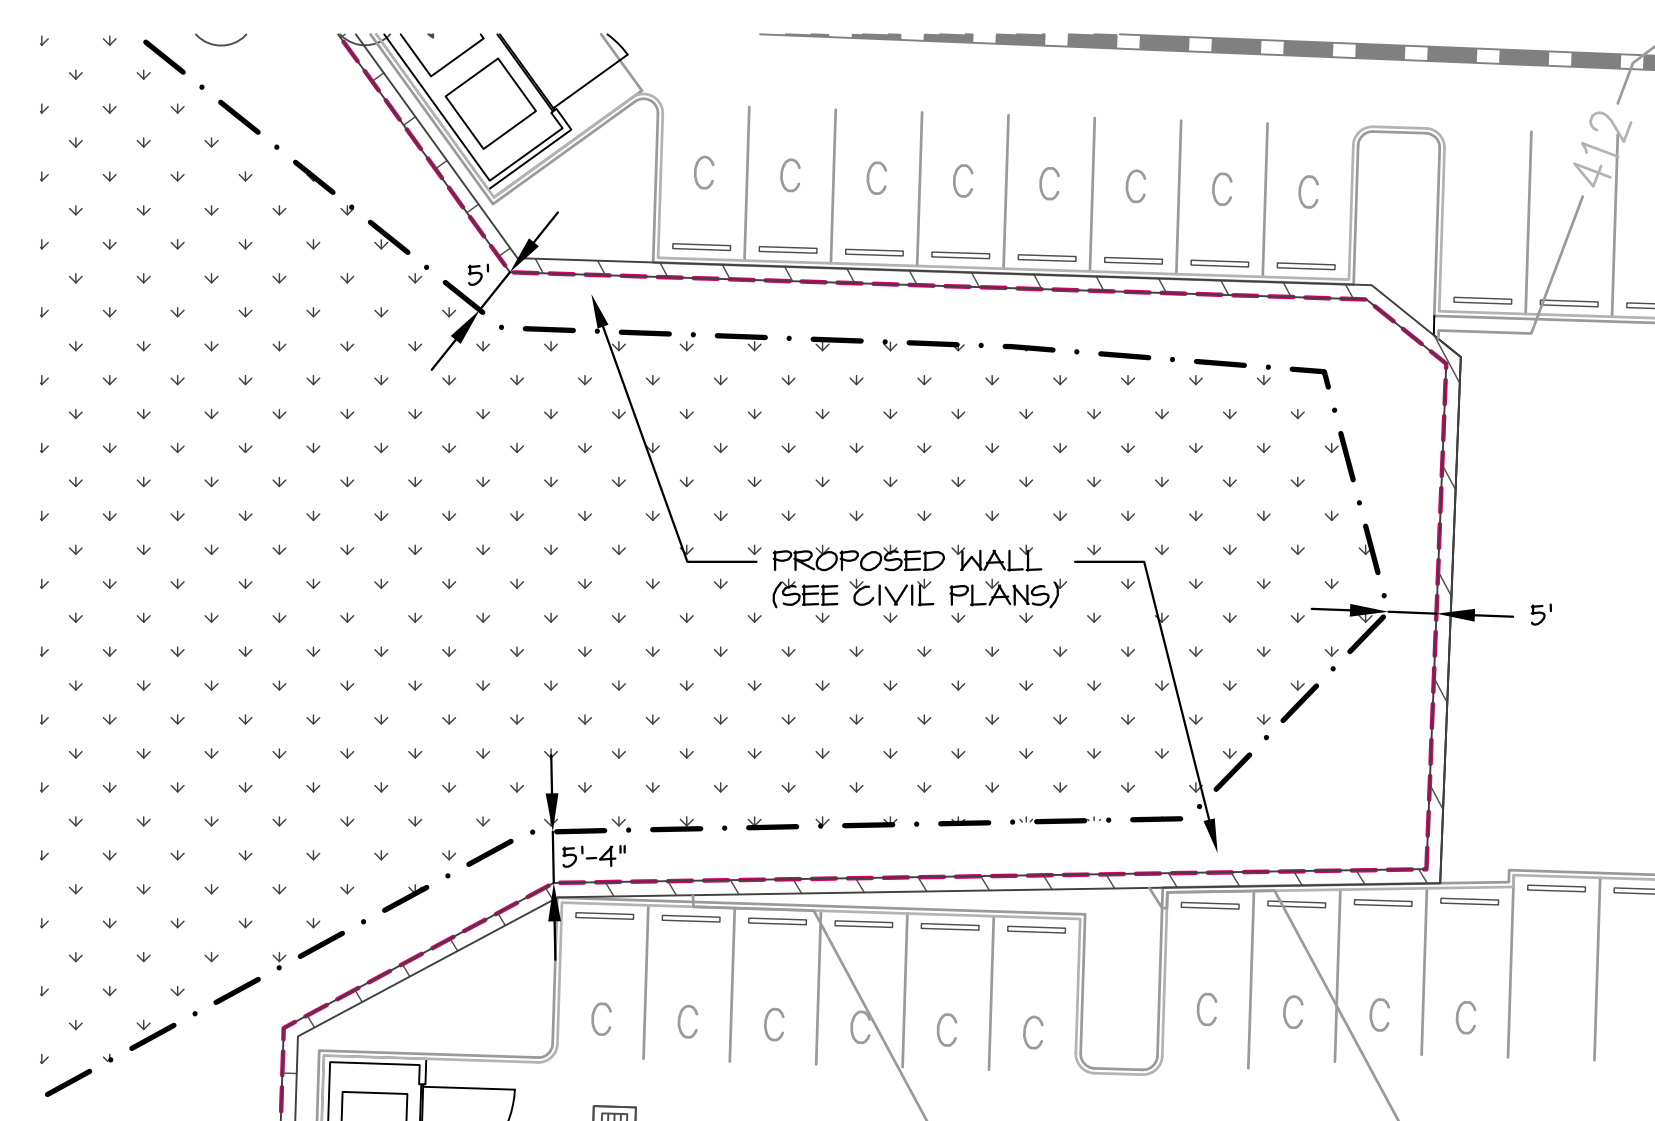 412
C C C C C C C C
5'
PROPOSED WALL
(SEE CIVIL PLANS)
5'
5'-4"
C C C C C C C C C C